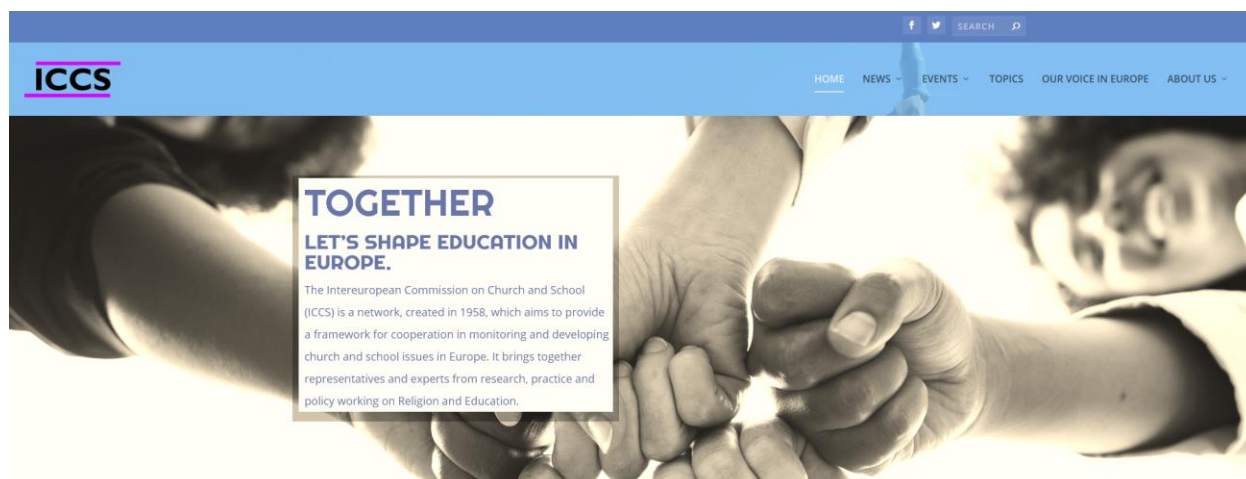 SEARCH
ICCS
HOME NEWS EVENTS TOPICS OUR VOICE IN EUROPE ABOUT US
TOGETHER
LET'S SHAPE EDUCATION IN
EUROPE.
The Intereuropean Commission on Church and School
(ICCS) is a network, created in 1958, which aims to provide
a framework for cooperation in monitoring and developing
church and school issues in Europe. It brings together
representatives and experts from research, practice and
policy working on Religion and Education.